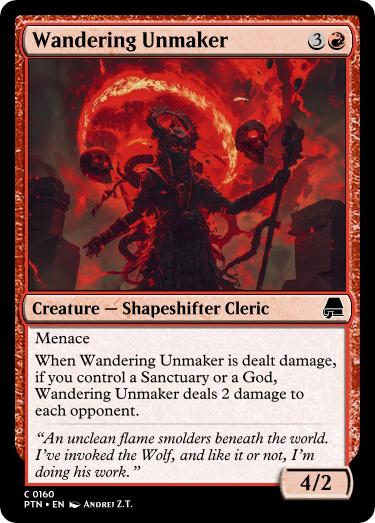 Wandering Unmaker 3
Creature — Shapeshifter Cleric
Menace
When Wandering Unmaker is dealt damage,
if you control a Sanctuary or a God,
Wandering Unmaker deals 2 damage to
each opponent.
“An unclean flame smolders beneath the world.
I’ve invoked the Wolf, and like it or not, I’m
doing his work.”
4/2
C 0160
PTN • EN Andrej Z.T.